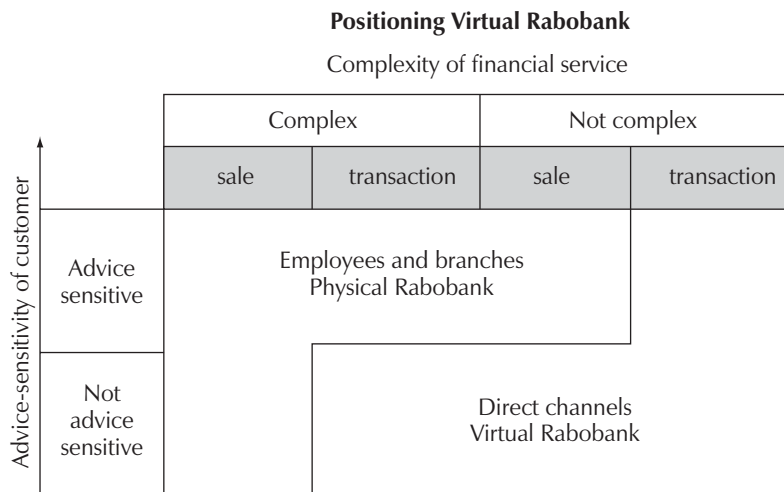 Positioning Virtual Rabobank
Complexity of financial service
Complex
Not complex
sale
transaction
sale
transaction
Advice-sensitivity of customer
Advice
sensitive
Employees and branches
Physical Rabobank
Not
advice
sensitive
Direct channels
Virtual Rabobank